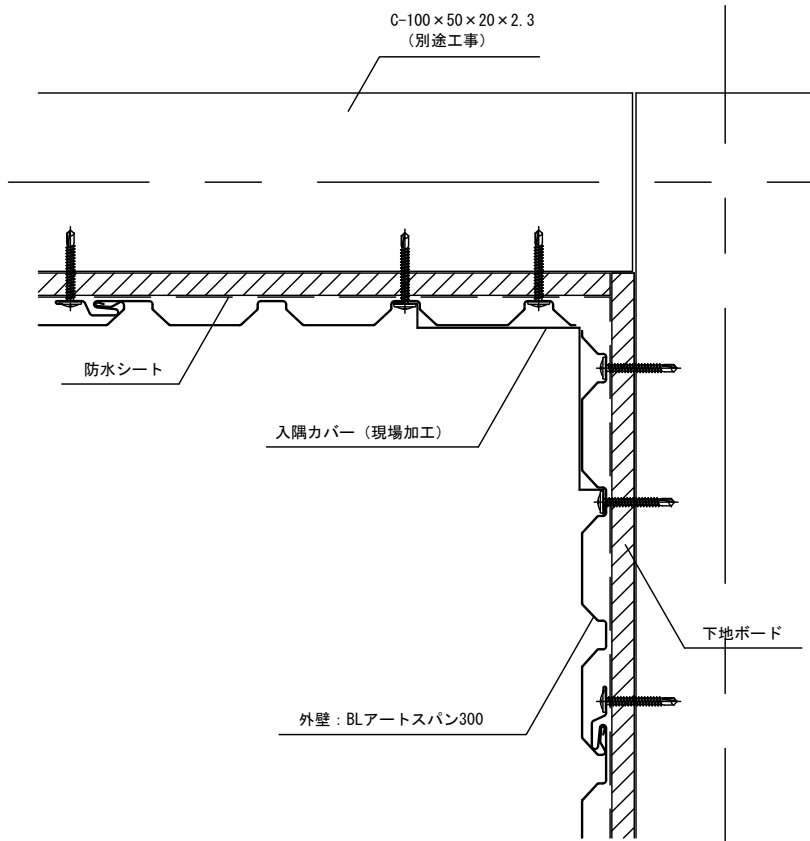 C-100×50×20×2.3
（別途工事）
防水シート
入隅カバー（現場加工）
下地ボード
外壁：BLアートスパン300